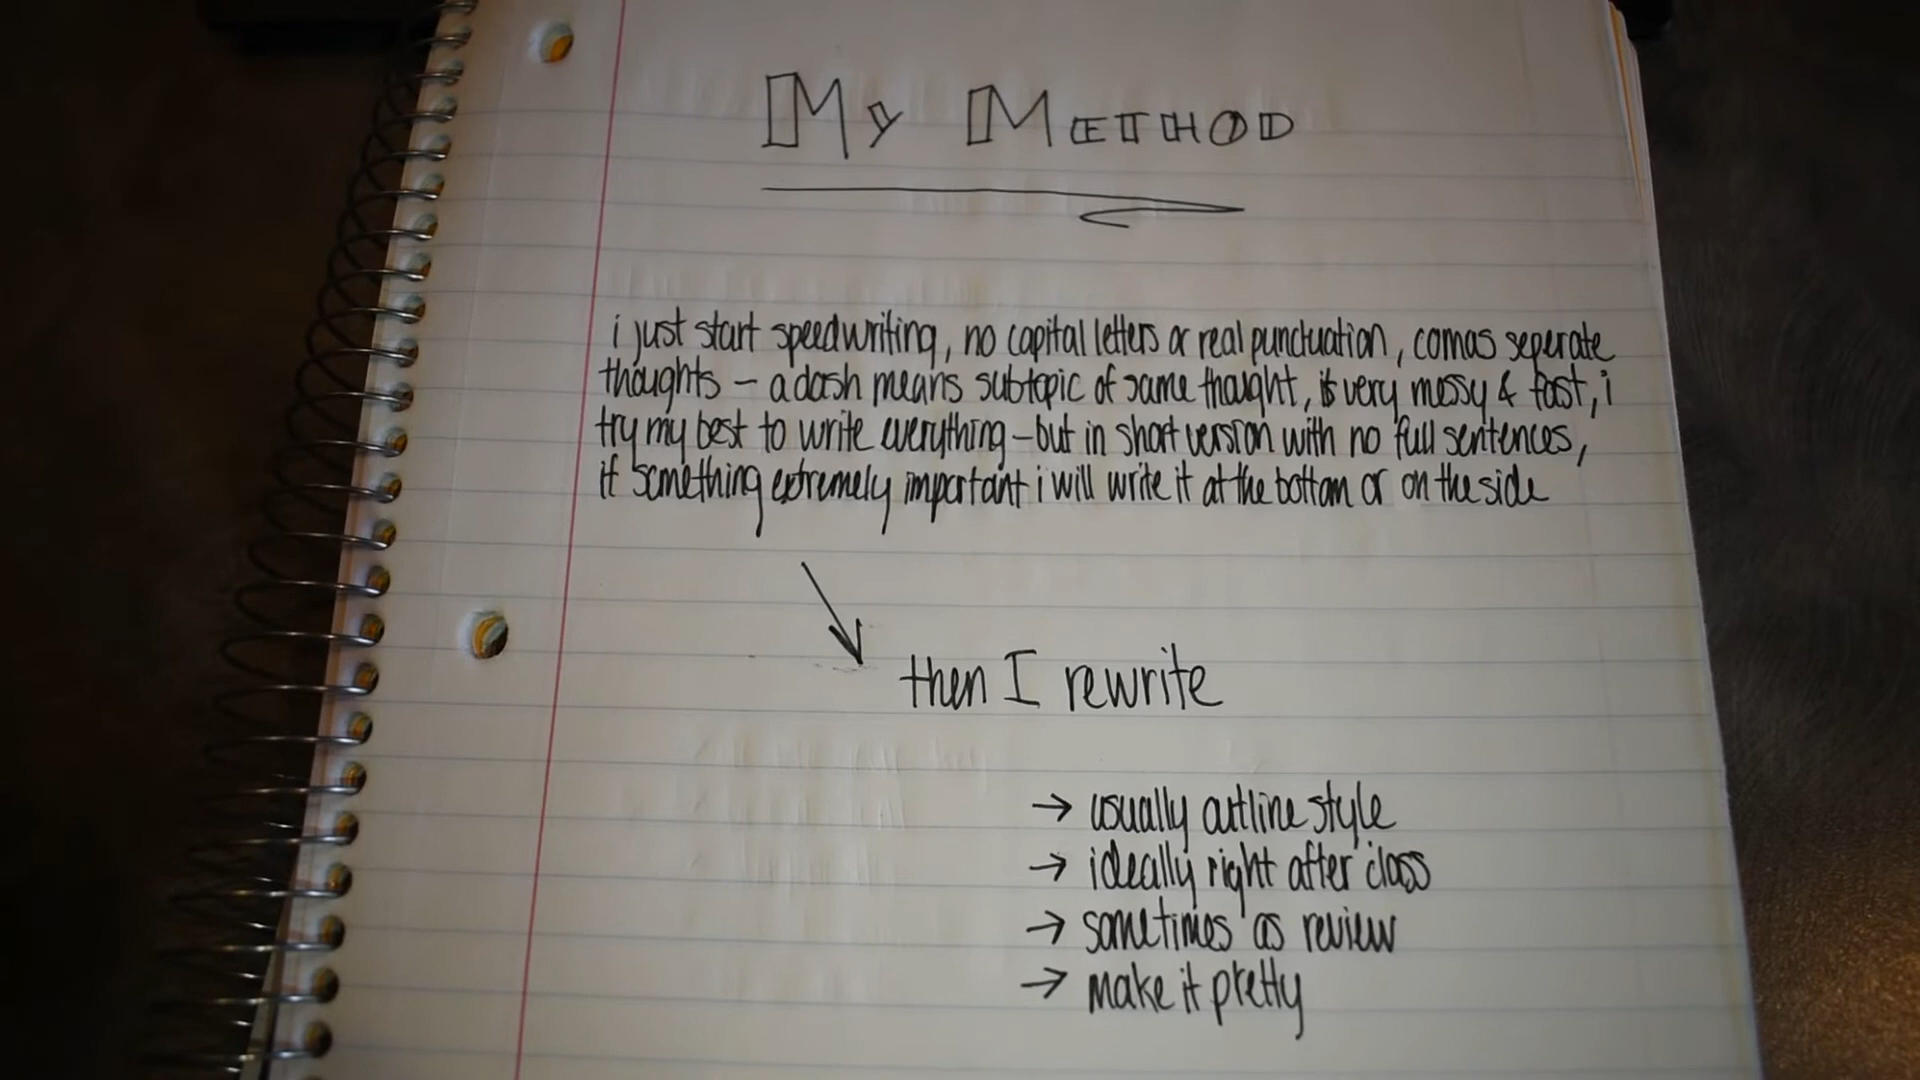 My Method
i just start speedwriting, no capital letters or real punctuation, comas seperate
thoughts – a dash means subtopic of same thought, is very messy & fast, i
try my best to write everything – but in short version with no full sentences,
if something extremely important i will write it at the bottom or on the side
then I rewrite
→ usually outline style
→ ideally right after class
→ sometimes as review
→ make it pretty